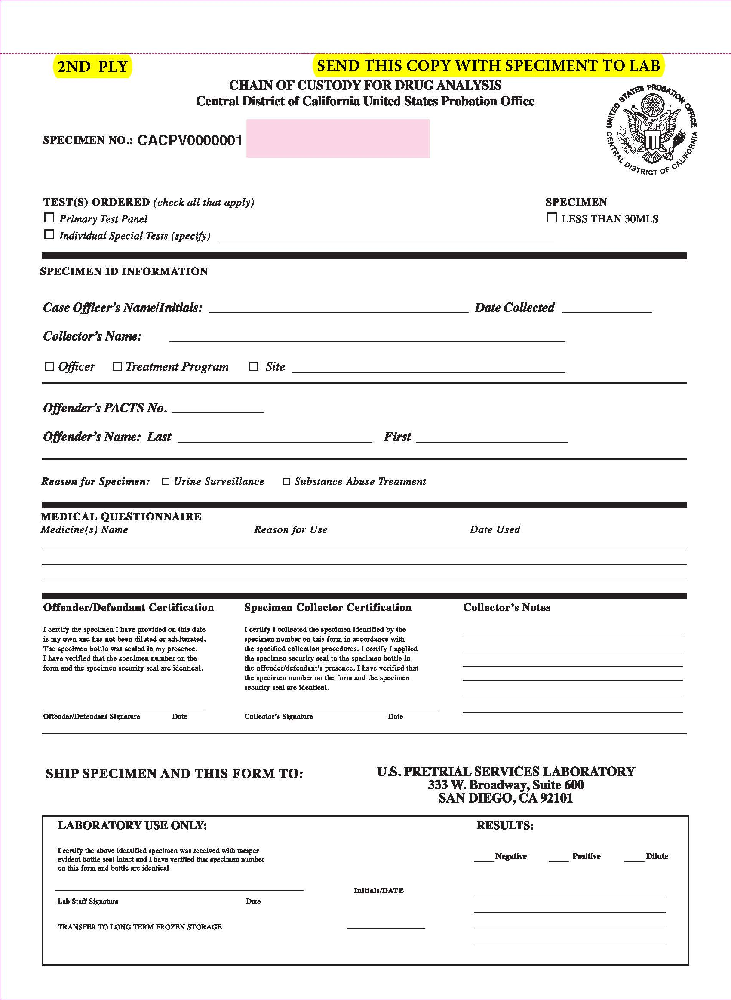 2ND PLY
SEND THIS COPY WITH SPECIMENT TO LAB
CHAIN OF CUSTODY FOR DRUG ANALYSIS
Central District of California United States Probation Office
UNITED STATES PROBATION OFFICE
CENTRAL DISTRICT OF CALIFORNIA
SPECIMEN NO.: CACPV0000001
TEST(S) ORDERED (check all that apply)
SPECIMEN
☐ Primary Test Panel
☐ LESS THAN 30MLS
☐ Individual Special Tests (specify)
SPECIMEN ID INFORMATION
Case Officer's Name/Initials: Date Collected
Collector's Name:
☐ Officer ☐ Treatment Program ☐ Site
Offender's PACTS No.
Offender's Name: Last First
Reason for Specimen: ☐ Urine Surveillance ☐ Substance Abuse Treatment
MEDICAL QUESTIONNAIRE
Medicine(s) Name Reason for Use Date Used
Offender/Defendant Certification
I certify the specimen I have provided on this date
is my own and has not been diluted or adulterated.
The specimen bottle was sealed in my presence.
I have verified that the specimen number on the
form and the specimen security seal are identical.
Offender/Defendant Signature Date
Specimen Collector Certification
I certify I collected the specimen identified by the
specimen number on this form in accordance with
the specified collection procedures. I certify I applied
the specimen security seal to the specimen bottle in
the offender/defendant's presence. I have verified that
the specimen number on the form and the specimen
security seal are identical.
Collector's Signature Date
Collector's Notes
SHIP SPECIMEN AND THIS FORM TO:
U.S. PRETRIAL SERVICES LABORATORY
333 W. Broadway, Suite 600
SAN DIEGO, CA 92101
LABORATORY USE ONLY:
I certify the above identified specimen was received with tamper
evident bottle seal intact and I have verified that specimen number
on this form and bottle are identical
Lab Staff Signature Date
Initials/DATE
TRANSFER TO LONG TERM FROZEN STORAGE
RESULTS:
Negative Positive Dilute